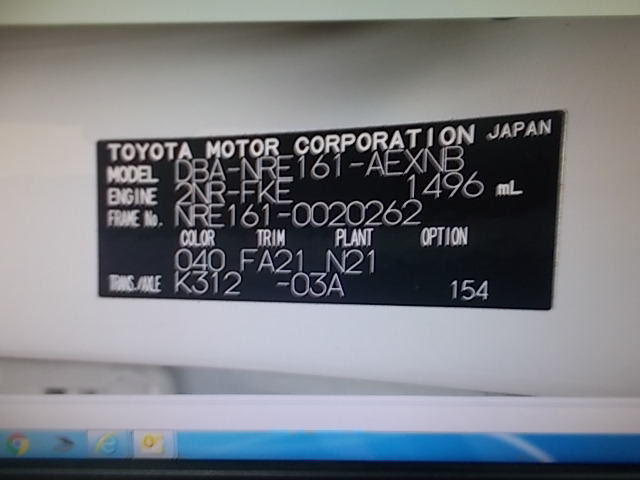 TOYOTA MOTOR CORPORATION JAPAN
MODEL DBA-NRE161-AEXNB
ENGINE 2NR-FKE 1496 mL
FRAME No. NRE161-0020262
COLOR TRIM PLANT OPTION
040 FA21 N21
TRANS./AXLE K312 -03A 154